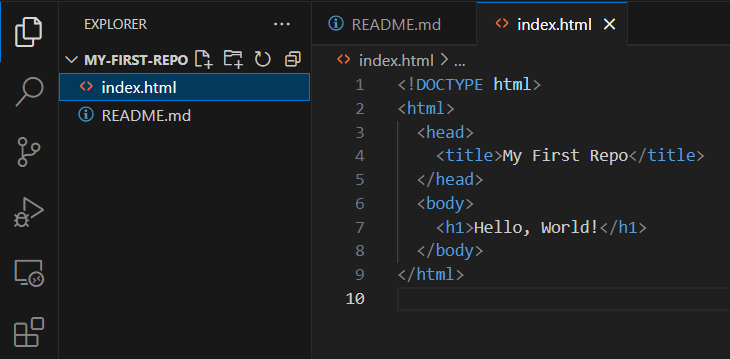 EXPLORER ...
MY-FIRST-REPO
index.html
README.md
README.md
index.html
index.html > ...
1 <!DOCTYPE html>
2 <html>
3   <head>
4     <title>My First Repo</title>
5   </head>
6   <body>
7     <h1>Hello, World!</h1>
8   </body>
9 </html>
10